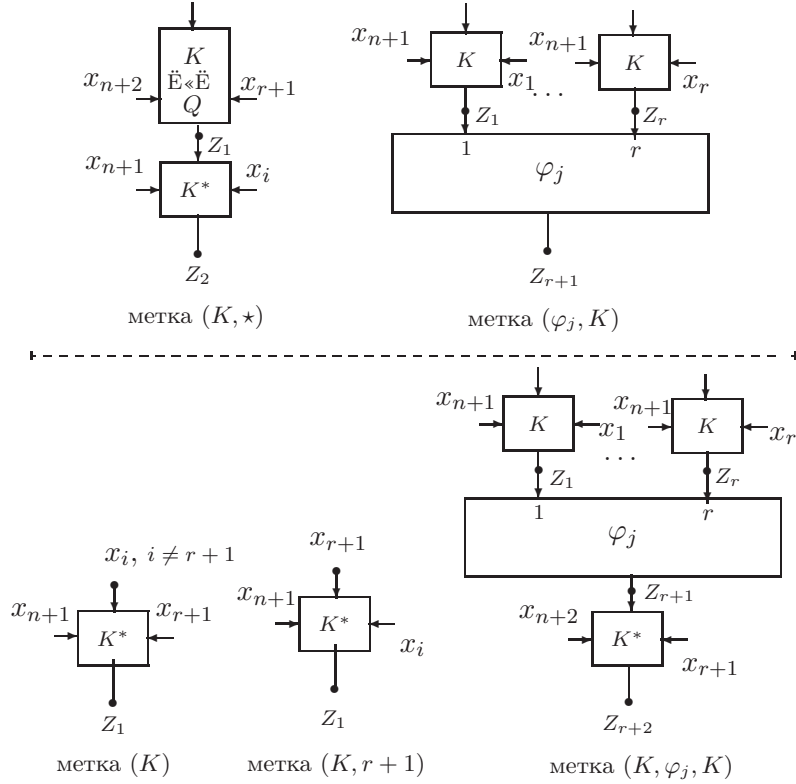 K
Ё«Ё
Q
x_{n+2} x_{r+1}
Z_1
x_{n+1} K* x_i
Z_2
метка (K, ⋆)
x_{n+1} K x_1
...
x_{n+1} K x_r
Z_1 Z_r
1 r
φ_j
Z_{r+1}
метка (φ_j, K)
x_i, i ≠ r + 1
x_{n+1} K* x_{r+1}
Z_1
метка (K)
x_{r+1}
x_{n+1} K* x_i
Z_1
метка (K, r + 1)
x_{n+1} K x_1
...
x_{n+1} K x_r
Z_1 Z_r
1 r
φ_j
Z_{r+1}
x_{n+2} K* x_{r+1}
Z_{r+2}
метка (K, φ_j, K)